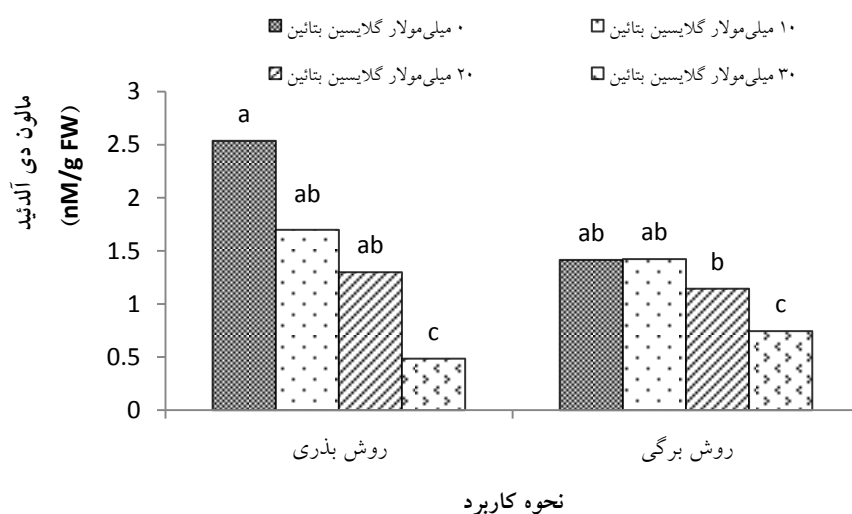 ۰ میلی‌مولار گلایسین بتائین
۱۰ میلی‌مولار گلایسین بتائین
۲۰ میلی‌مولار گلایسین بتائین
۳۰ میلی‌مولار گلایسین بتائین
مالون دی آلدئید
(nM/g FW)
3
2.5
2
1.5
1
0.5
0
a
ab
ab
c
ab
ab
b
c
روش بذری
روش برگی
نحوه کاربرد